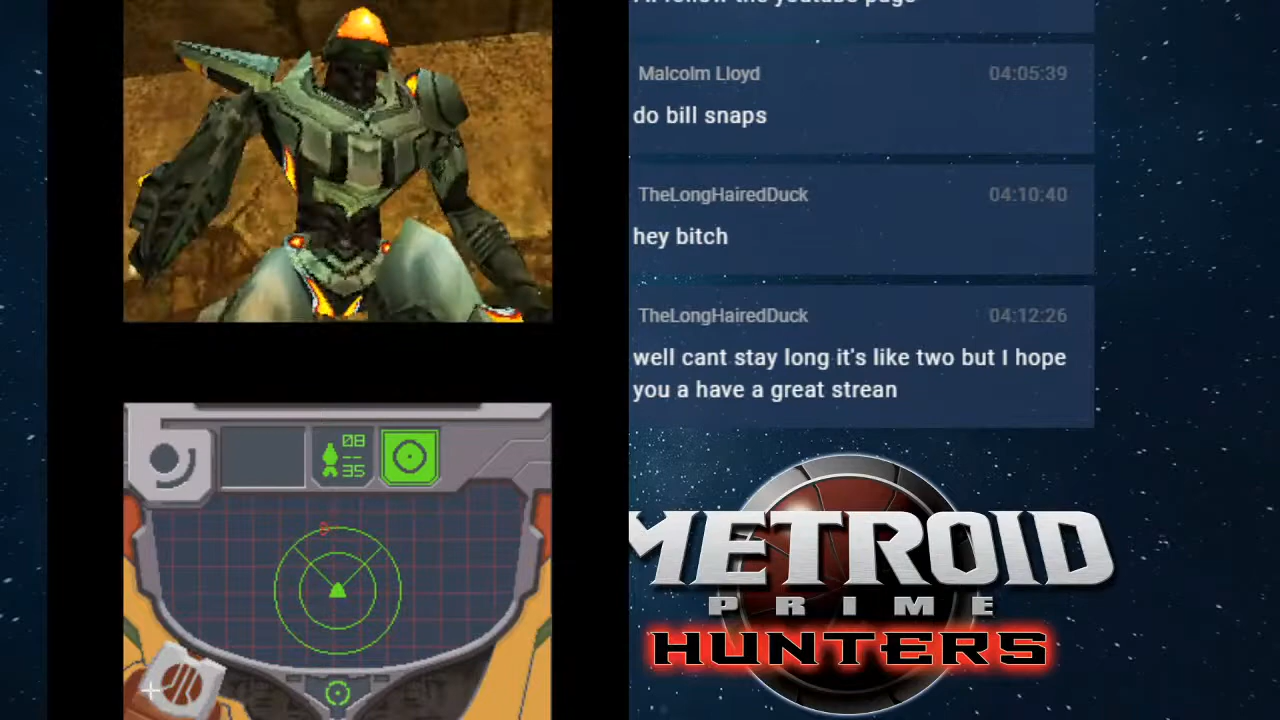 Malcolm Lloyd 04:05:39
do bill snaps
TheLongHairedDuck 04:10:40
hey bitch
TheLongHairedDuck 04:12:26
well cant stay long it's like two but I hope
you a have a great strean
08
--
35
METROID
PRIME
HUNTERS